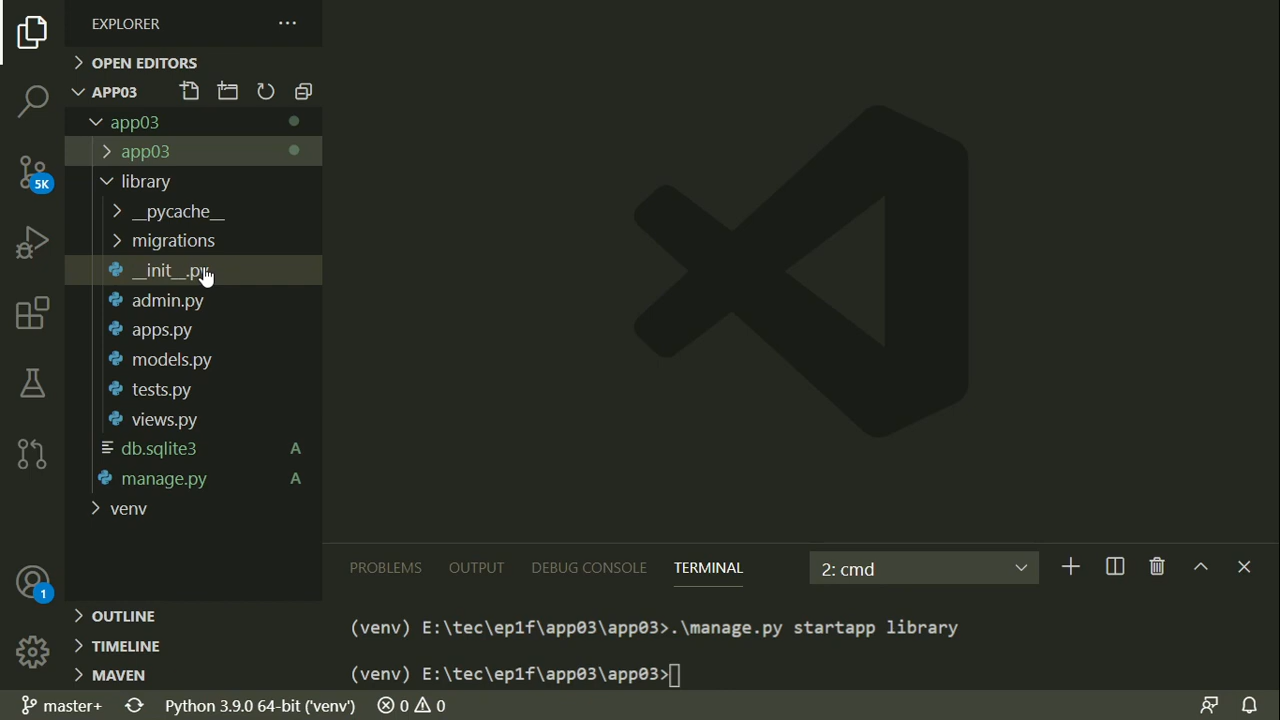 EXPLORER
OPEN EDITORS
APP03
app03
app03
library
__pycache__
migrations
__init__.py
admin.py
apps.py
models.py
tests.py
views.py
db.sqlite3 A
manage.py A
venv
OUTLINE
TIMELINE
MAVEN
5K
1
PROBLEMS OUTPUT DEBUG CONSOLE TERMINAL 2: cmd
(venv) E:\tec\ep1f\app03\app03>.\manage.py startapp library
(venv) E:\tec\ep1f\app03\app03>
master+ Python 3.9.0 64-bit ('venv') 0 0